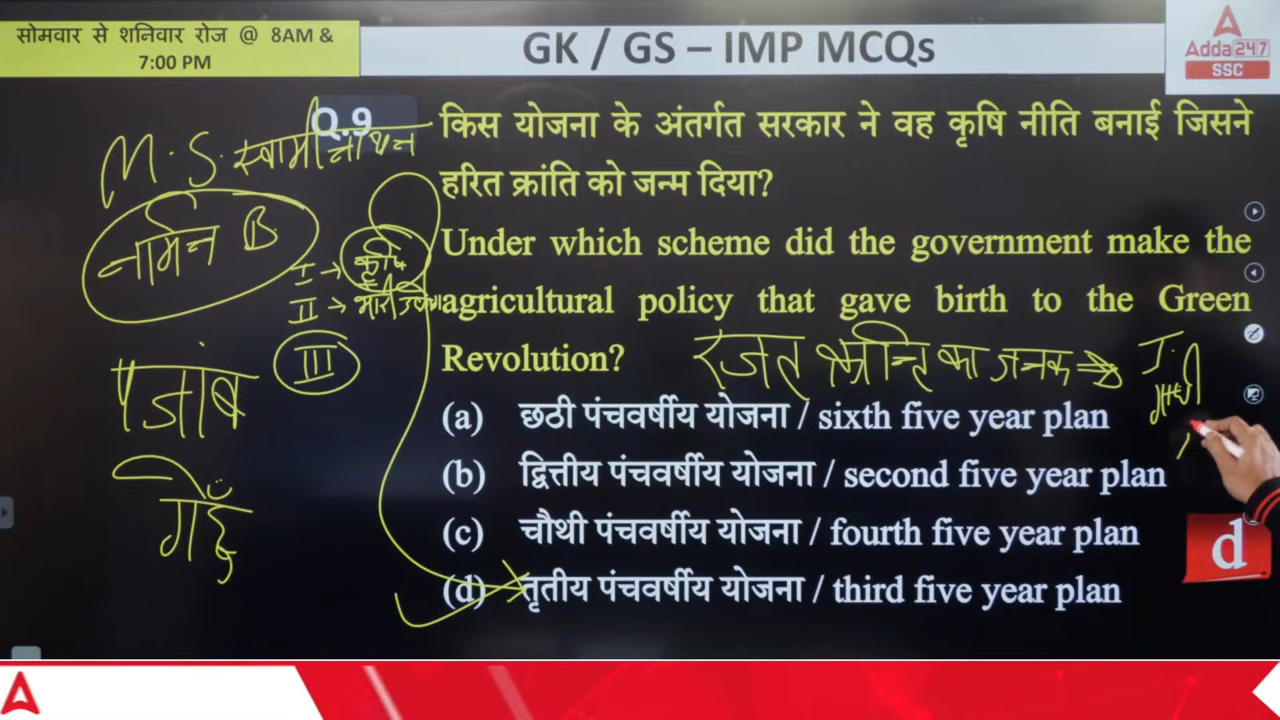 सोमवार से शनिवार रोज @ 8AM &
7:00 PM
GK / GS – IMP MCQs
Adda247
SSC
Q.9
किस योजना के अंतर्गत सरकार ने वह कृषि नीति बनाई जिसने
हरित क्रांति को जन्म दिया?
Under which scheme did the government make the
agricultural policy that gave birth to the Green
Revolution?
(a) छठी पंचवर्षीय योजना / sixth five year plan
(b) द्वित्तीय पंचवर्षीय योजना / second five year plan
(c) चौथी पंचवर्षीय योजना / fourth five year plan
(d) तृतीय पंचवर्षीय योजना / third five year plan
d
M. S. स्वामीनाथन
नार्मन B
I → कृषि
II → भारी
III
पंजाब
गेहूँ
रजत क्रान्ति का जनक →